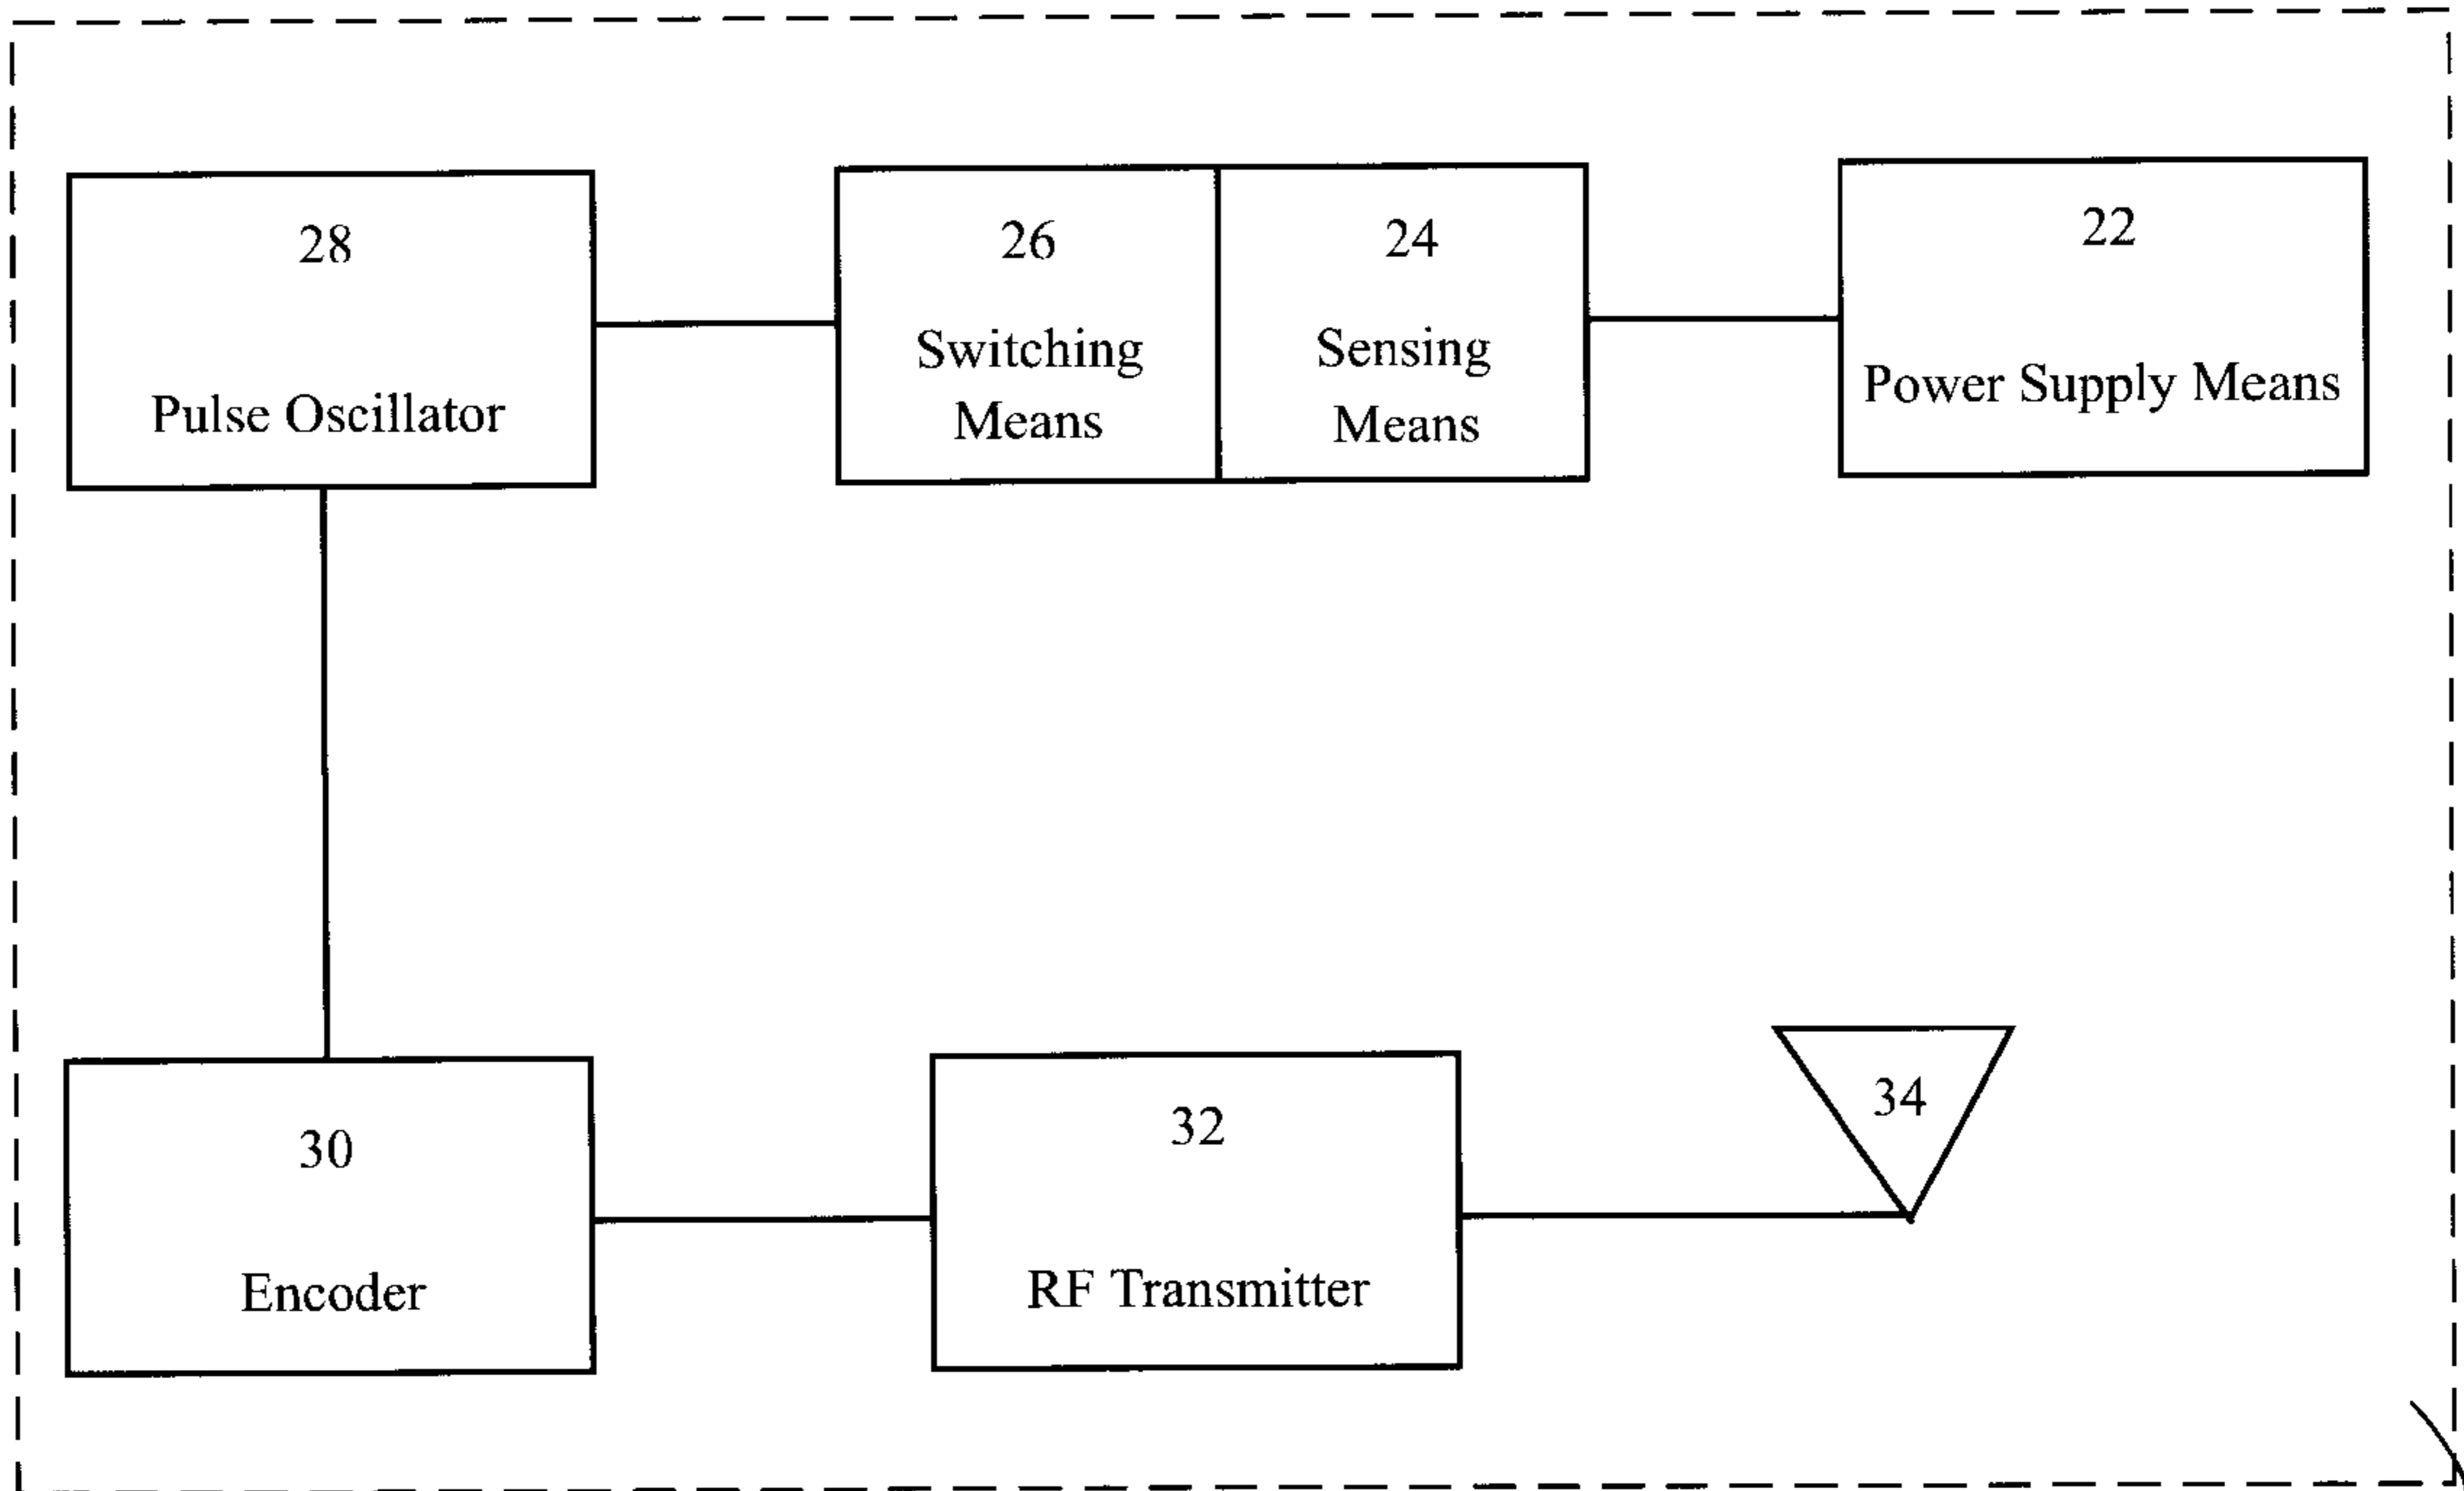 28
Pulse Oscillator
26
Switching
Means
24
Sensing
Means
22
Power Supply Means
30
Encoder
32
RF Transmitter
34